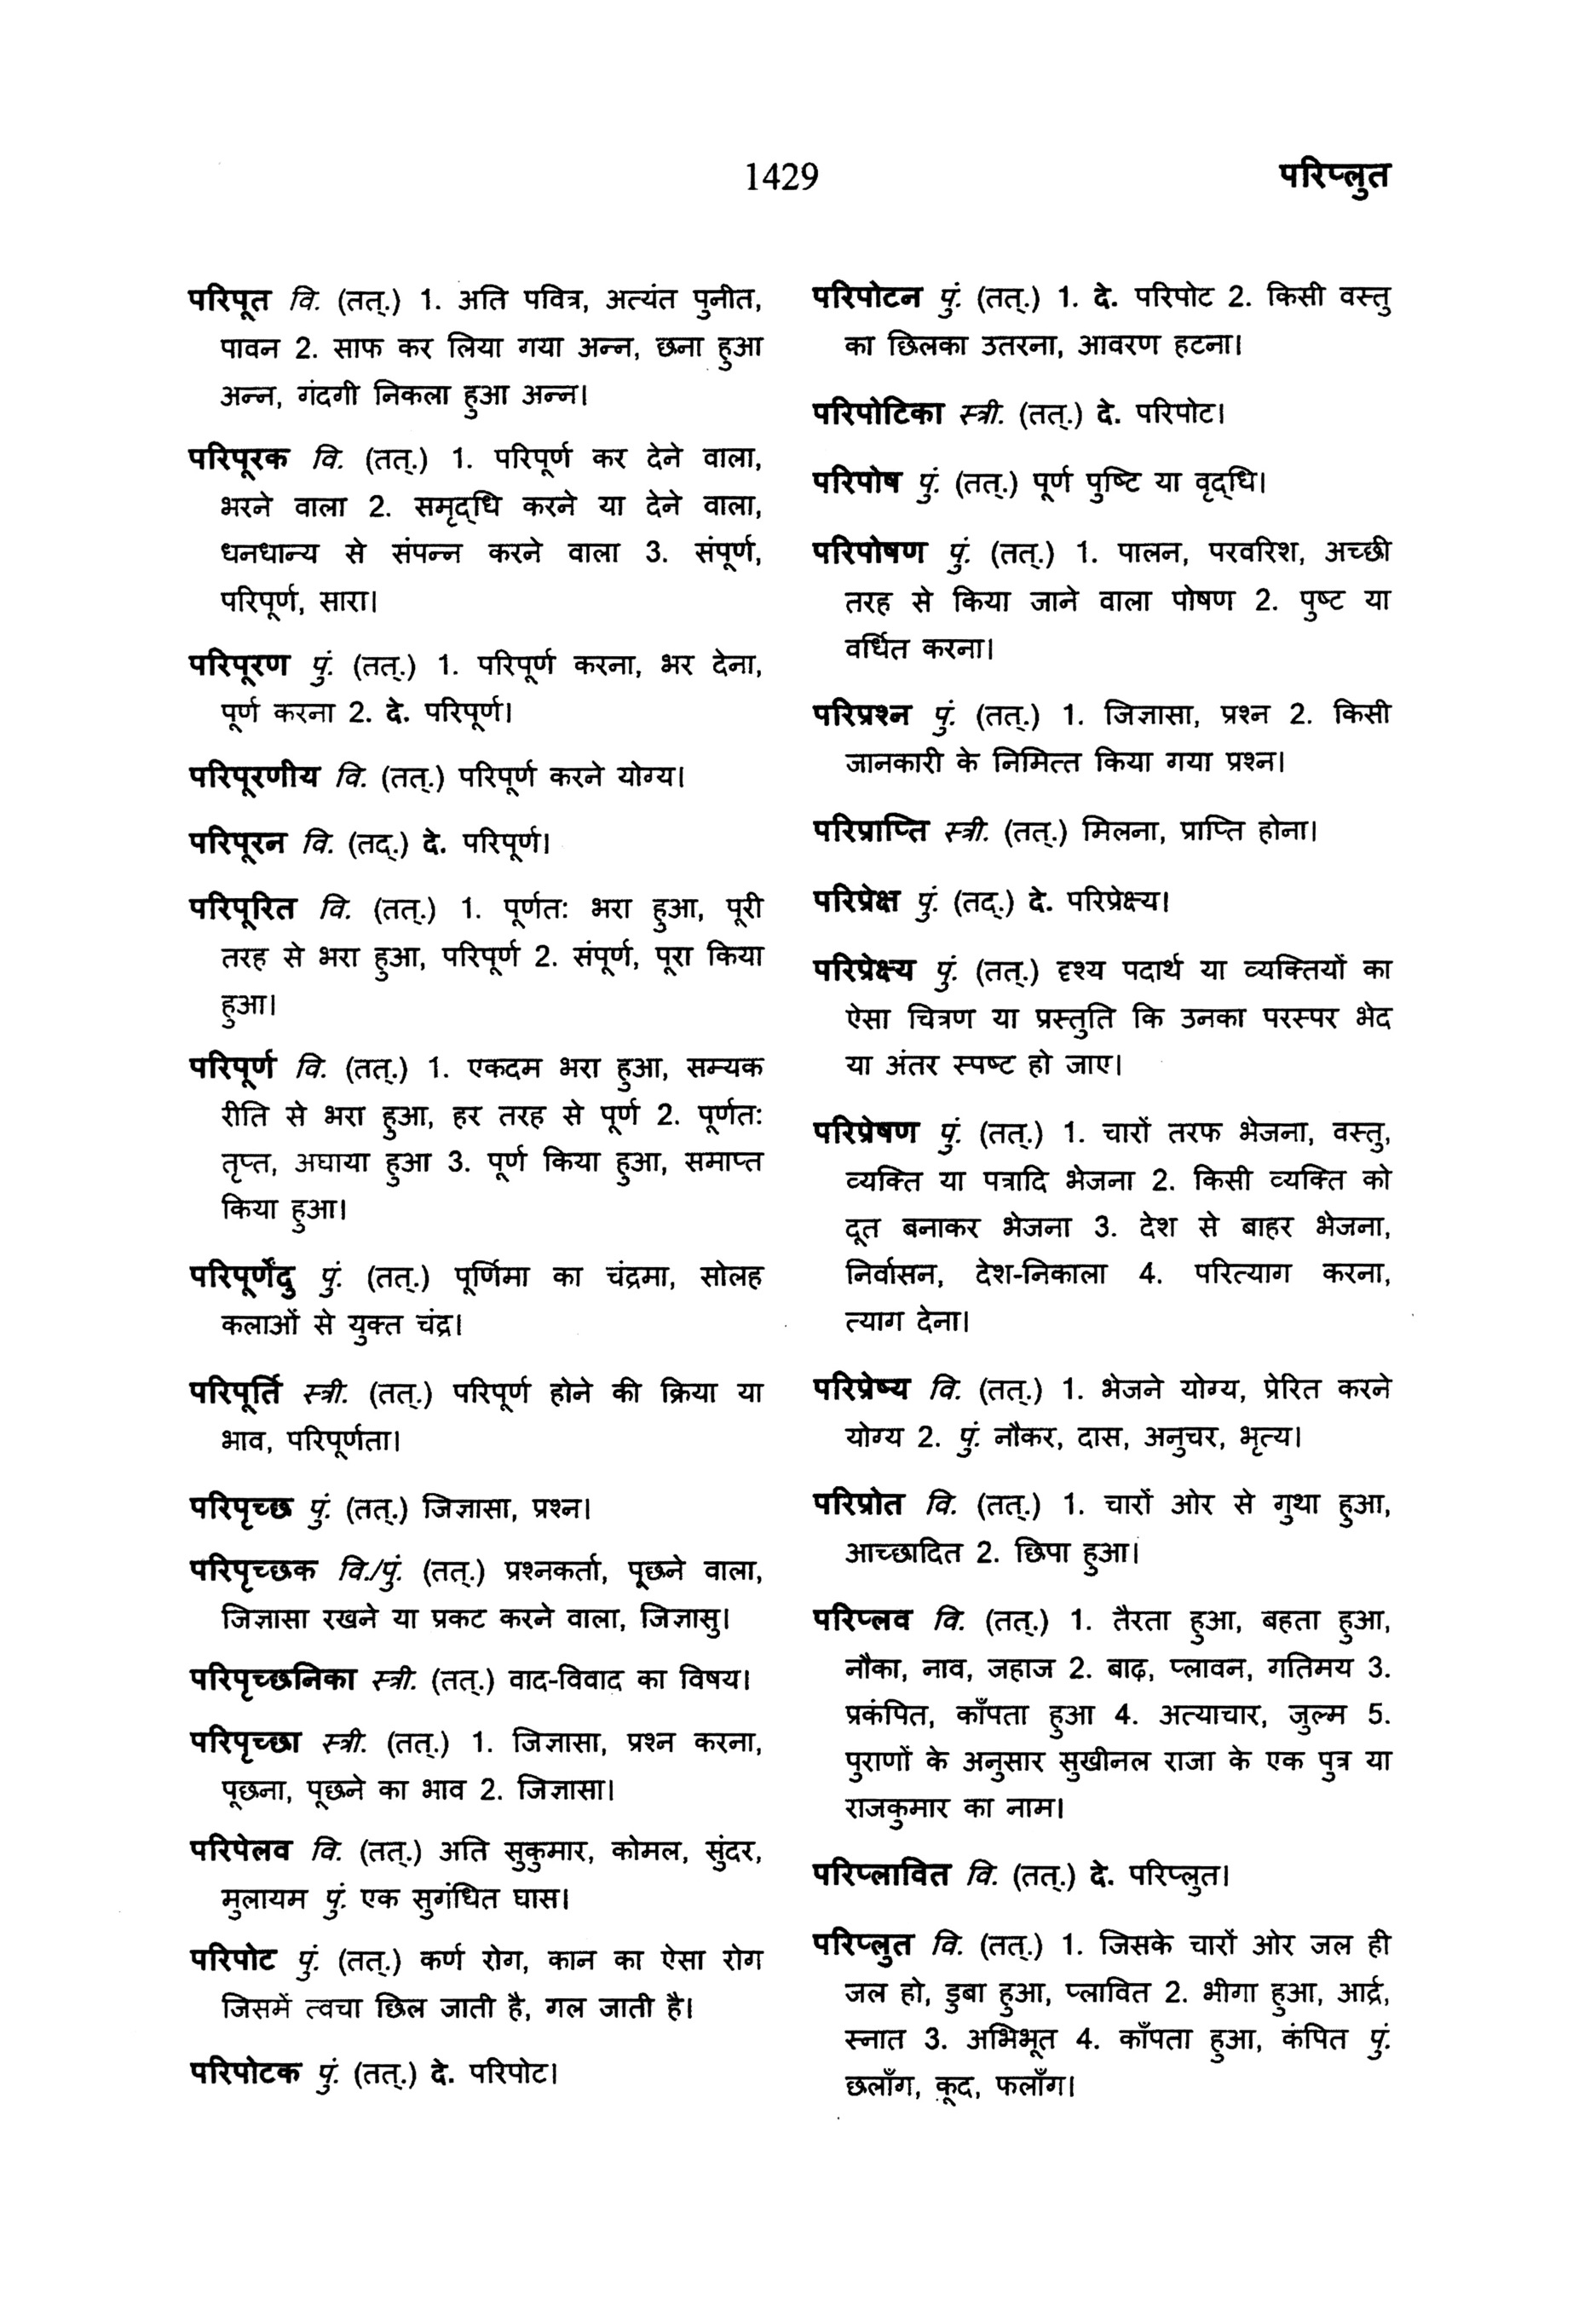 1429
परिप्लुत
परिपूत वि. (तत्.) 1. अति पवित्र, अत्यंत पुनीत,
पावन 2. साफ कर लिया गया अन्न, छना हुआ
अन्न, गंदगी निकला हुआ अन्न।
परिपूरक वि. (तत्.) 1. परिपूर्ण कर देने वाला,
भरने वाला 2. समृद्‌धि करने या देने वाला,
धनधान्य से संपन्न करने वाला 3. संपूर्ण,
परिपूर्ण, सारा।
परिपूरण पुं. (तत्.) 1. परिपूर्ण करना, भर देना,
पूर्ण करना 2. दे. परिपूर्ण।
परिपूरणीय वि. (तत्.) परिपूर्ण करने योग्य।
परिपूरन वि. (तद्.) दे. परिपूर्ण।
परिपूरित वि. (तत्.) 1. पूर्णतः भरा हुआ, पूरी
तरह से भरा हुआ, परिपूर्ण 2. संपूर्ण, पूरा किया
हुआ।
परिपूर्ण वि. (तत्.) 1. एकदम भरा हुआ, सम्यक
रीति से भरा हुआ, हर तरह से पूर्ण 2. पूर्णतः
तृप्त, अघाया हुआ 3. पूर्ण किया हुआ, समाप्त
किया हुआ।
परिपूर्णेंदु पुं. (तत्.) पूर्णिमा का चंद्रमा, सोलह
कलाओं से युक्त चंद्र।
परिपूर्ति स्त्री. (तत्.) परिपूर्ण होने की क्रिया या
भाव, परिपूर्णता।
परिपृच्छ पुं. (तत्.) जिज्ञासा, प्रश्न।
परिपृच्छक वि./पुं. (तत्.) प्रश्नकर्ता, पूछने वाला,
जिज्ञासा रखने या प्रकट करने वाला, जिज्ञासु।
परिपृच्छनिका स्त्री. (तत्.) वाद-विवाद का विषय।
परिपृच्छा स्त्री. (तत्.) 1. जिज्ञासा, प्रश्न करना,
पूछना, पूछने का भाव 2. जिज्ञासा।
परिपेलव वि. (तत्.) अति सुकुमार, कोमल, सुंदर,
मुलायम पुं. एक सुगंधित घास।
परिपोट पुं. (तत्.) कर्ण रोग, कान का ऐसा रोग
जिसमें त्वचा छिल जाती है, गल जाती है।
परिपोटक पुं. (तत्.) दे. परिपोट।
परिपोटन पुं. (तत्.) 1. दे. परिपोट 2. किसी वस्तु
का छिलका उतरना, आवरण हटना।
परिपोटिका स्त्री. (तत्.) दे. परिपोट।
परिपोष पुं. (तत्.) पूर्ण पुष्टि या वृद्‌धि।
परिपोषण पुं. (तत्.) 1. पालन, परवरिश, अच्छी
तरह से किया जाने वाला पोषण 2. पुष्ट या
वर्धित करना।
परिप्रश्न पुं. (तत्.) 1. जिज्ञासा, प्रश्न 2. किसी
जानकारी के निमित्त किया गया प्रश्न।
परिप्राप्ति स्त्री. (तत्.) मिलना, प्राप्ति होना।
परिप्रेक्ष पुं. (तद्.) दे. परिप्रेक्ष्य।
परिप्रेक्ष्य पुं. (तत्.) दृश्य पदार्थ या व्यक्तियों का
ऐसा चित्रण या प्रस्तुति कि उनका परस्पर भेद
या अंतर स्पष्ट हो जाए।
परिप्रेषण पुं. (तत्.) 1. चारों तरफ भेजना, वस्तु,
व्यक्ति या पत्रादि भेजना 2. किसी व्यक्ति को
दूत बनाकर भेजना 3. देश से बाहर भेजना,
निर्वासन, देश-निकाला 4. परित्याग करना,
त्याग देना।
परिप्रेष्य वि. (तत्.) 1. भेजने योग्य, प्रेरित करने
योग्य 2. पुं. नौकर, दास, अनुचर, भृत्य।
परिप्रोत वि. (तत्.) 1. चारों ओर से गुथा हुआ,
आच्छादित 2. छिपा हुआ।
परिप्लव वि. (तत्.) 1. तैरता हुआ, बहता हुआ,
नौका, नाव, जहाज 2. बाढ़, प्लावन, गतिमय 3.
प्रकंपित, काँपता हुआ 4. अत्याचार, जुल्म 5.
पुराणों के अनुसार सुखीनल राजा के एक पुत्र या
राजकुमार का नाम।
परिप्लावित वि. (तत्.) दे. परिप्लुत।
परिप्लुत वि. (तत्.) 1. जिसके चारों ओर जल ही
जल हो, डुबा हुआ, प्लावित 2. भीगा हुआ, आर्द्र,
स्नात 3. अभिभूत 4. काँपता हुआ, कंपित पुं.
छलाँग, कूद, फलाँग।